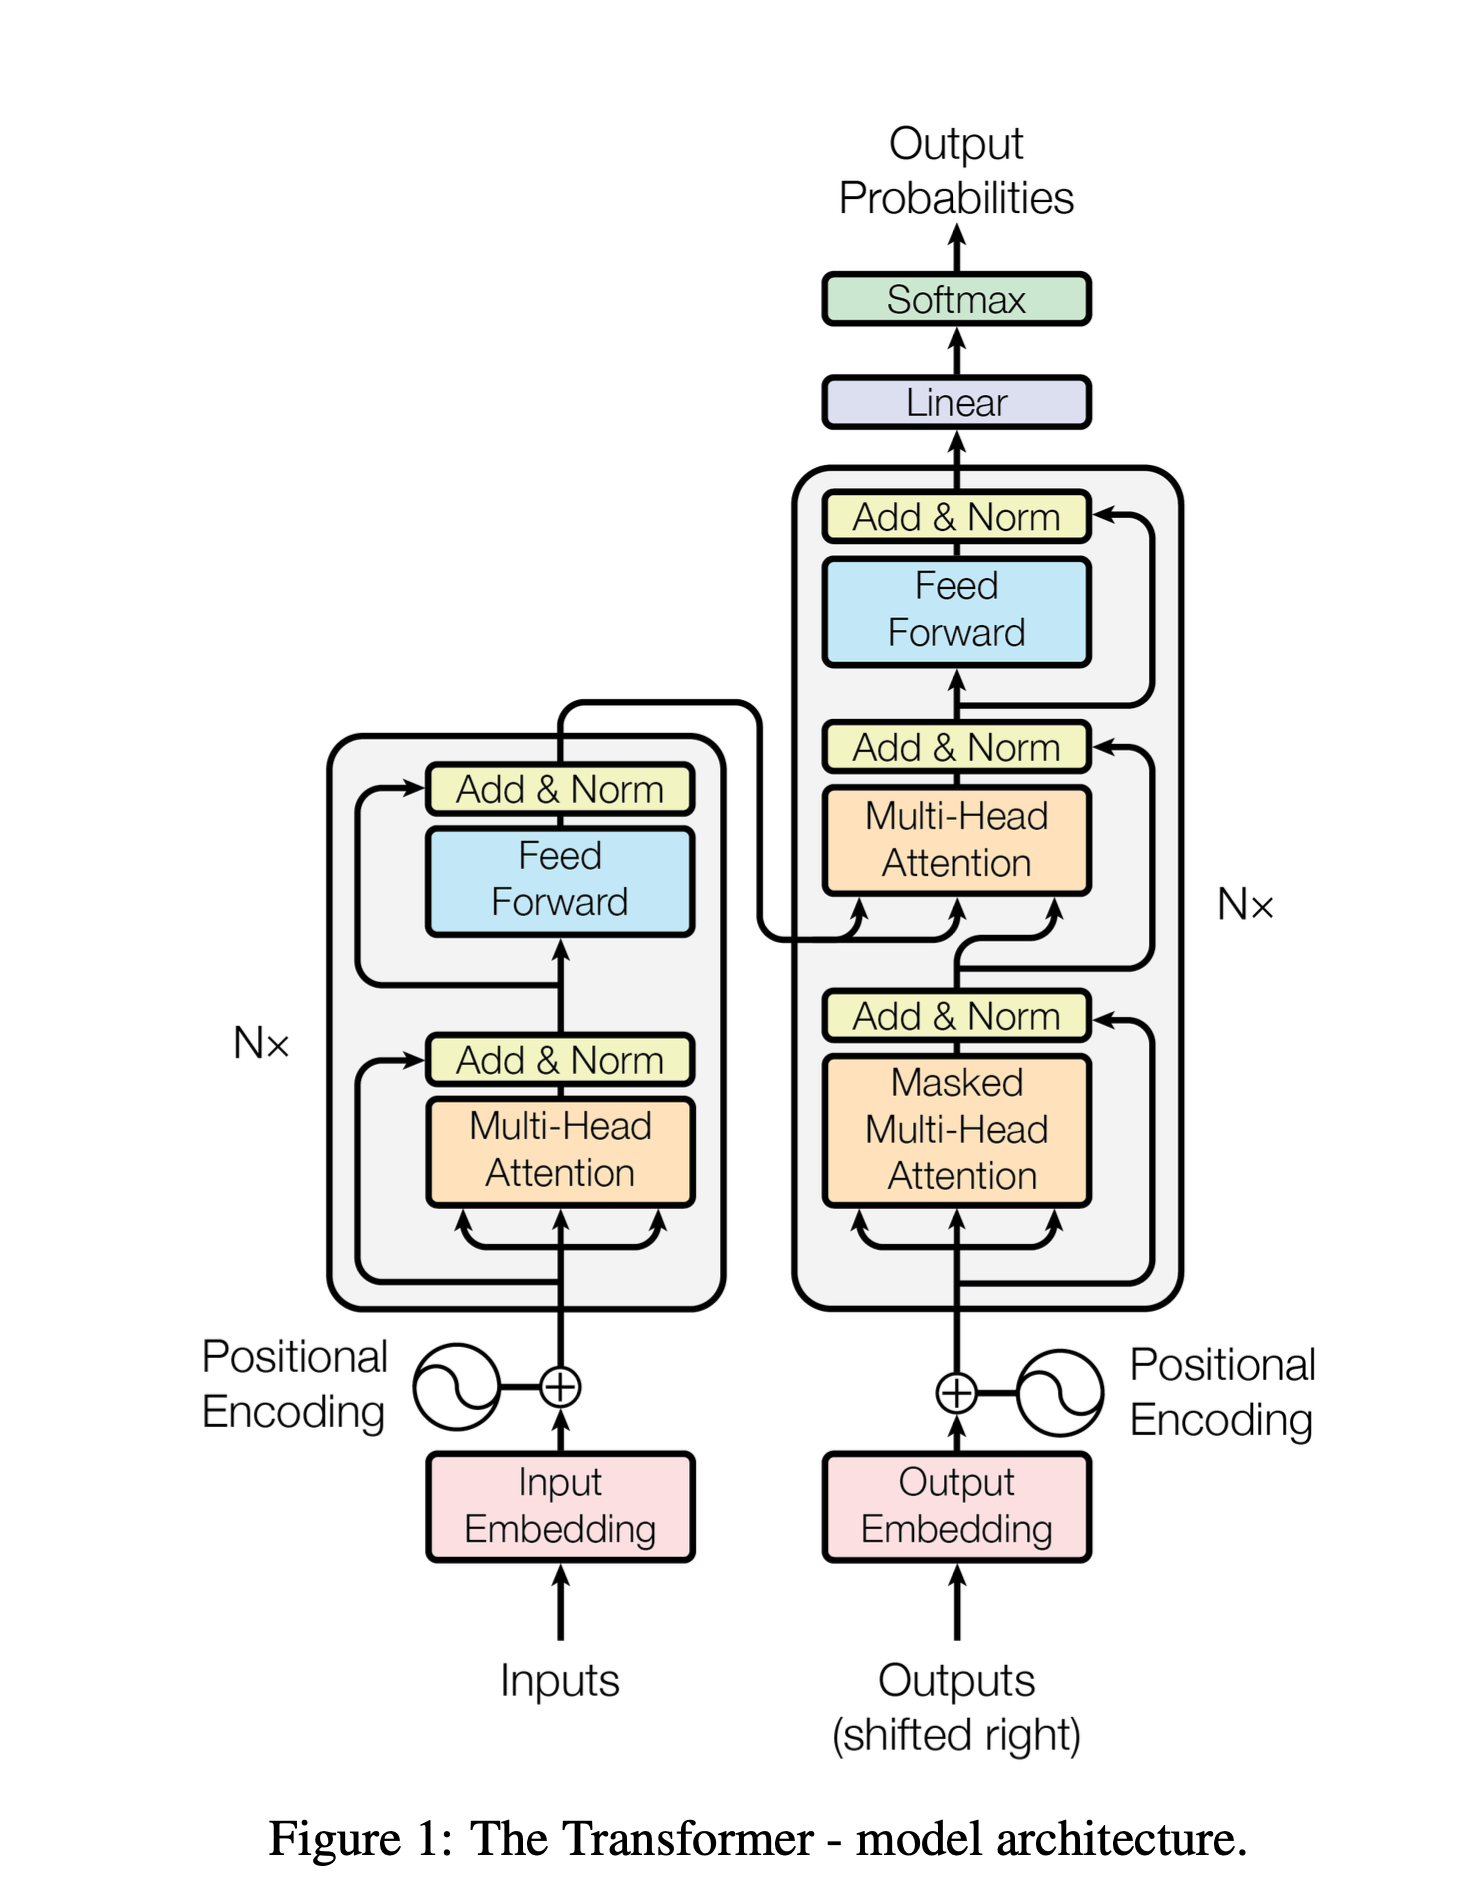 Output
Probabilities
Softmax
Linear
Add & Norm
Feed
Forward
Add & Norm
Multi-Head
Attention
Add & Norm
Masked
Multi-Head
Attention
Nx
Add & Norm
Feed
Forward
Add & Norm
Multi-Head
Attention
Nx
Positional
Encoding
Positional
Encoding
Input
Embedding
Output
Embedding
Inputs
Outputs
(shifted right)
Figure 1: The Transformer - model architecture.